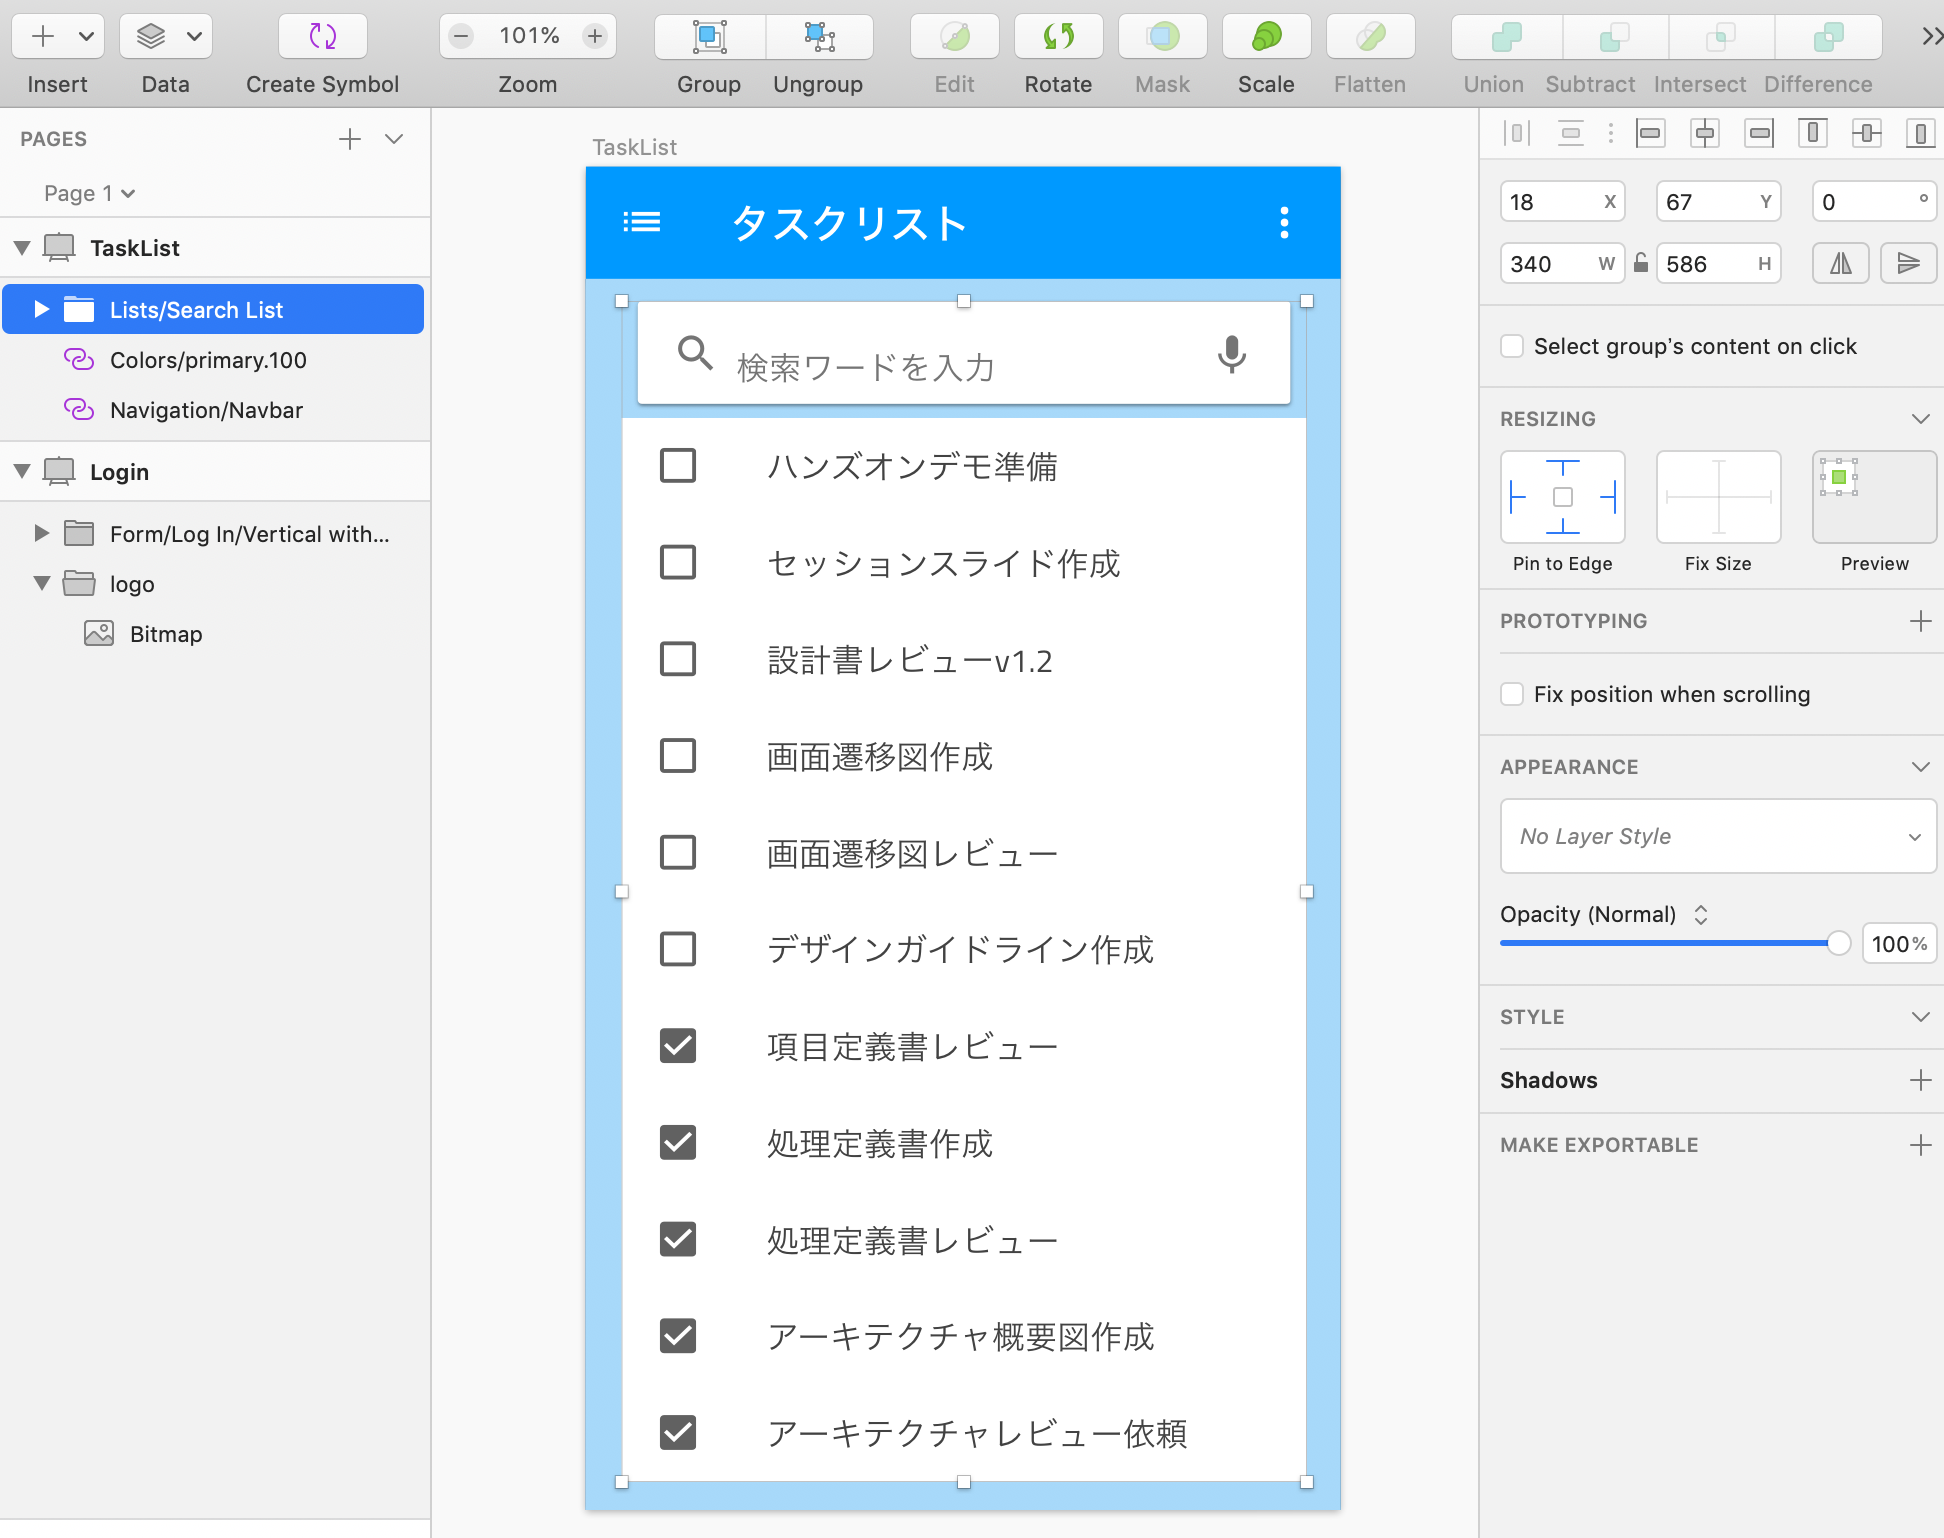 101%
Insert
Data
Create Symbol
Zoom
Group
Ungroup
Edit
Rotate
Mask
Scale
Flatten
Union
Subtract
Intersect
Difference
PAGES
Page 1
TaskList
Lists/Search List
Colors/primary.100
Navigation/Navbar
Login
Form/Log In/Vertical with...
logo
Bitmap
TaskList
タスクリスト
検索ワードを入力
ハンズオンデモ準備
セッションスライド作成
設計書レビューv1.2
画面遷移図作成
画面遷移図レビュー
デザインガイドライン作成
項目定義書レビュー
処理定義書作成
処理定義書レビュー
アーキテクチャ概要図作成
アーキテクチャレビュー依頼
18 X
67 Y
0 °
340 W
586 H
Select group’s content on click
RESIZING
Pin to Edge
Fix Size
Preview
PROTOTYPING
Fix position when scrolling
APPEARANCE
No Layer Style
Opacity (Normal)
100%
STYLE
Shadows
MAKE EXPORTABLE